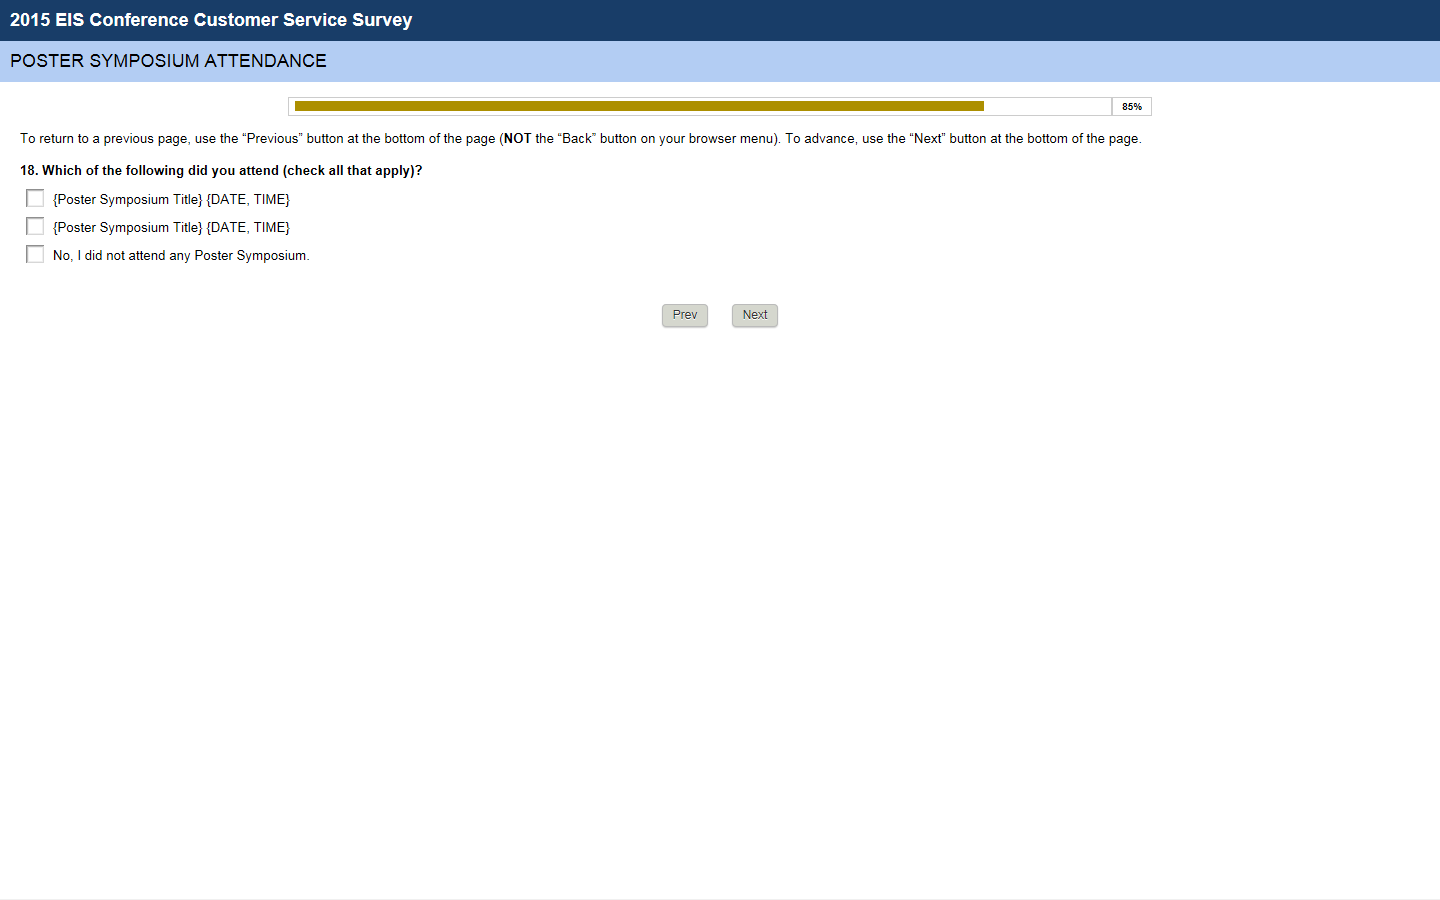 2015 EIS Conference Customer Service Survey
POSTER SYMPOSIUM ATTENDANCE
85%
To return to a previous page, use the “Previous” button at the bottom of the page (NOT the “Back” button on your browser menu). To advance, use the “Next” button at the bottom of the page.
18. Which of the following did you attend (check all that apply)?
{Poster Symposium Title} {DATE, TIME}
{Poster Symposium Title} {DATE, TIME}
No, I did not attend any Poster Symposium.
Prev Next